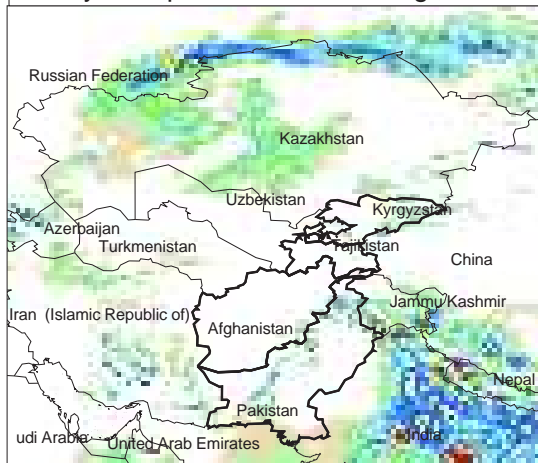 Russian Federation
Kazakhstan
Uzbekistan
Kyrgyzstan
Azerbaijan
Turkmenistan
Tajikistan
China
Jammu Kashmir
Iran (Islamic Republic of)
Afghanistan
Nepal
Pakistan
udi Arabia
United Arab Emirates
India